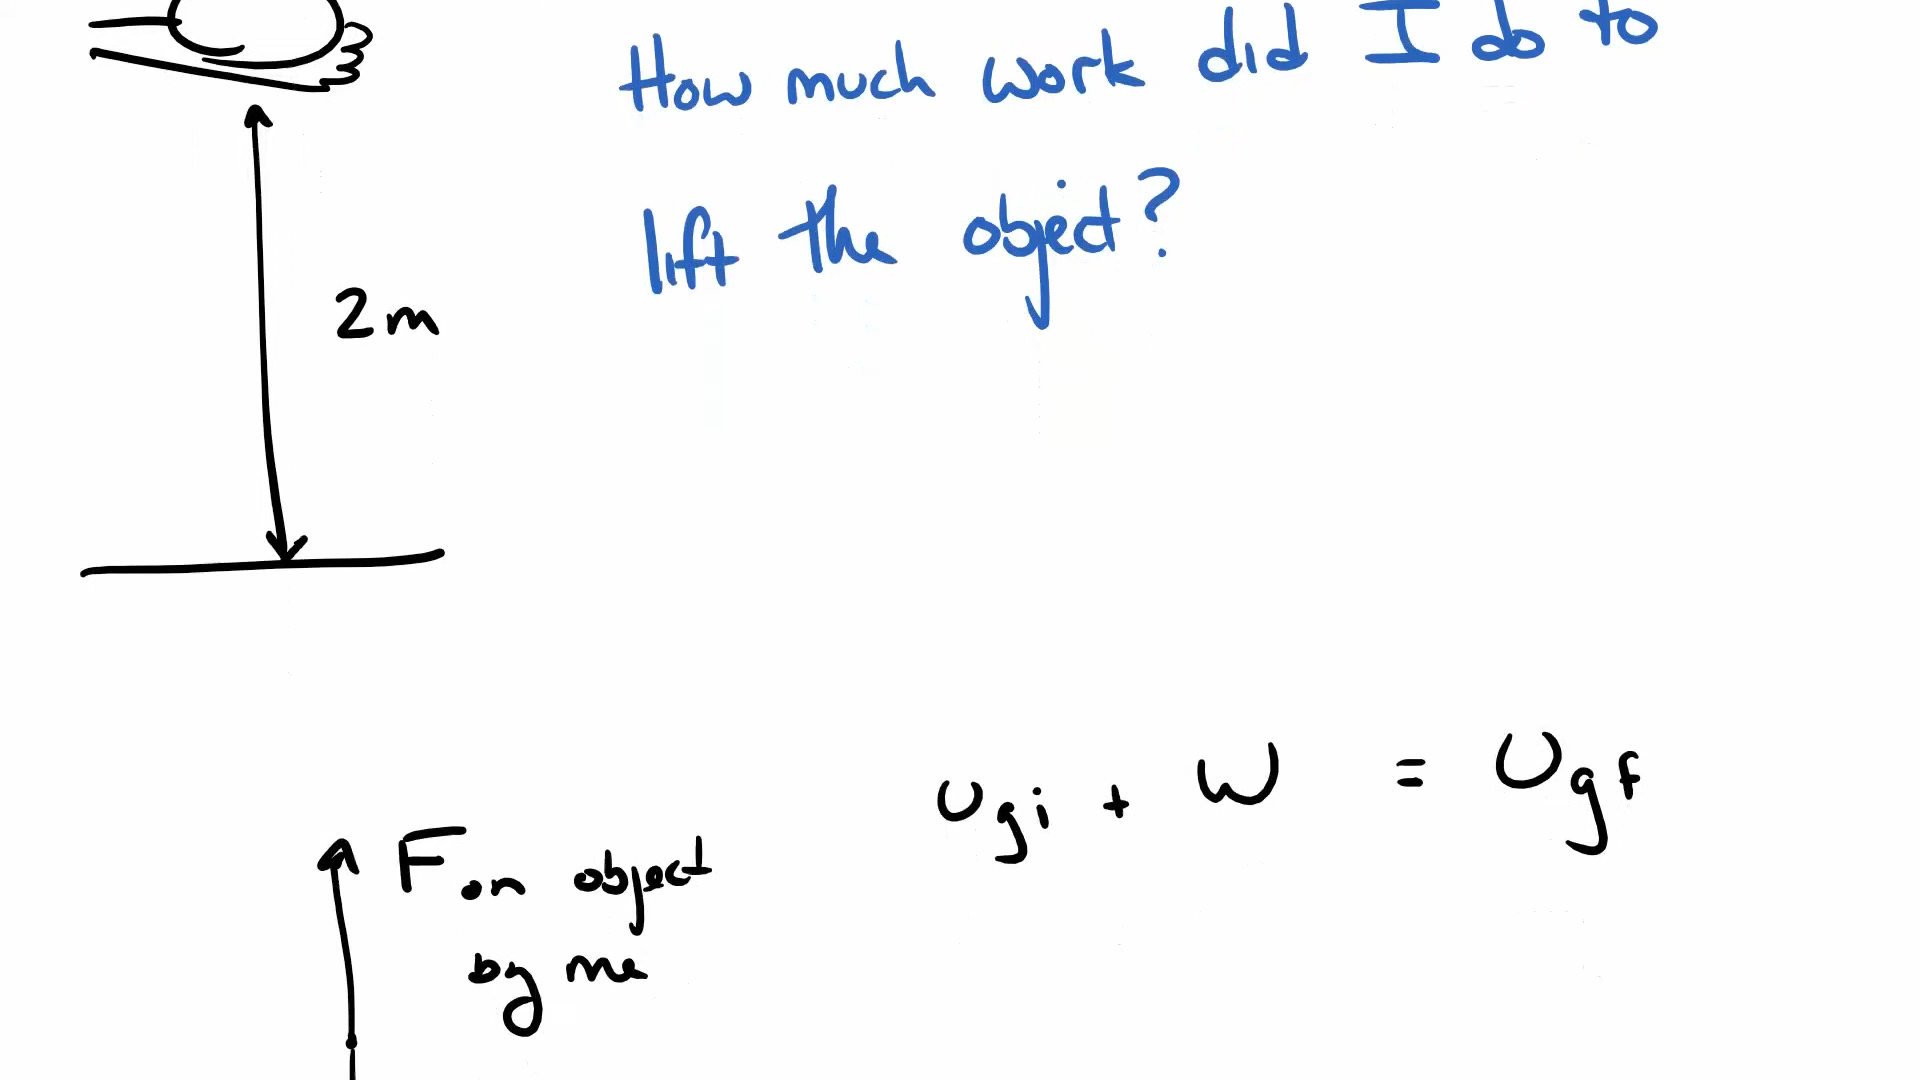 How much work did I do to
lift the object?
2m
Ugi + W = Ugf
F on object
by me